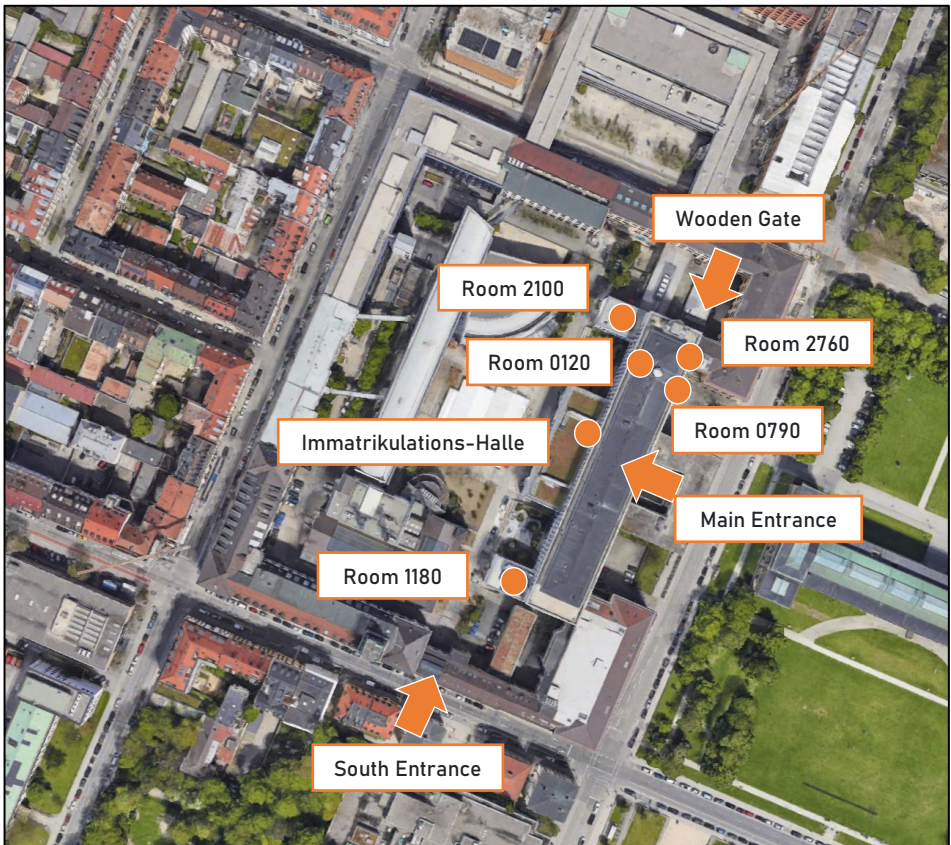 Wooden Gate
Room 2100
Room 2760
Room 0120
Room 0790
Immatrikulations-Halle
Main Entrance
Room 1180
South Entrance